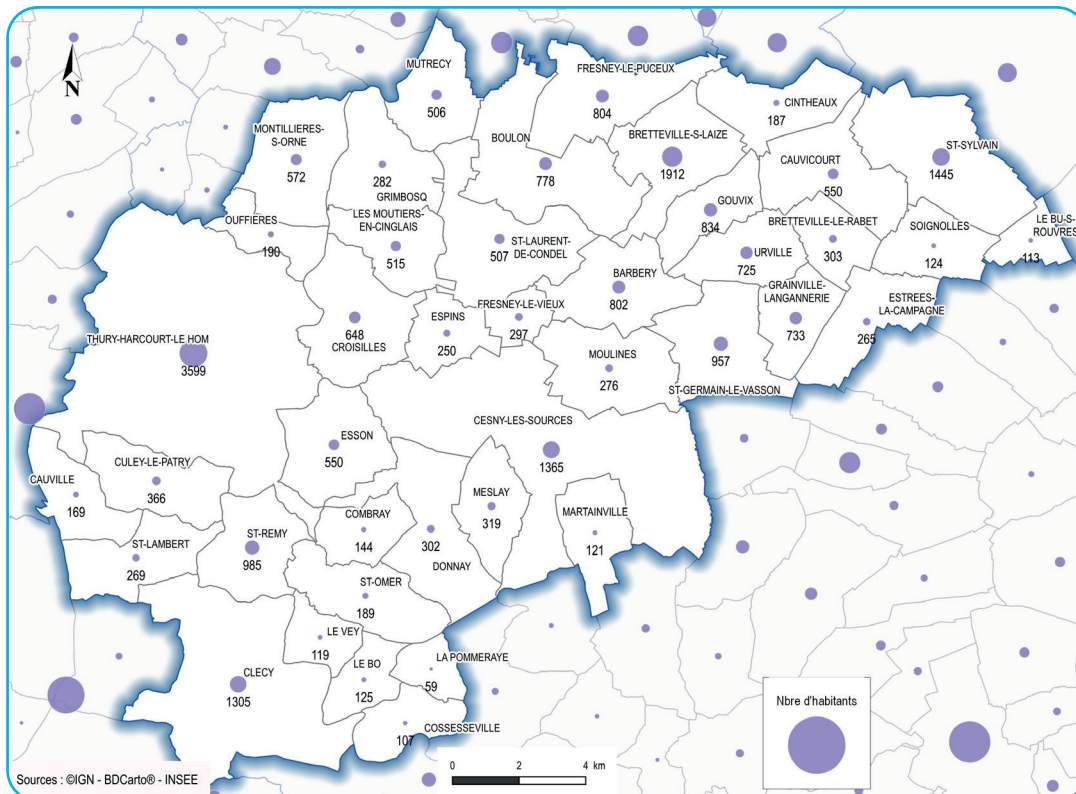 N
MUTRECY
506
FRESNEY-LE-PUCEUX
804
CINTHEAUX
187
MONTILLIERES-
S-ORNE
572
282
GRIMBOSQ
BOULON
778
BRETTEVILLE-S-LAIZE
1912
CAUVICOURT
550
ST-SYLVAIN
1445
OUFFIERES
190
LES MOUTIERS-
EN-CINGLAIS
515
507
ST-LAURENT-
DE-CONDEL
GOUVIX
834
BRETTEVILLE-LE-RABET
303
SOIGNOLLES
124
LE BU-S-
ROUVRES
113
URVILLE
725
BARBERY
802
GRAINVILLE-
LANGANNERIE
733
ESTREES-
LA-CAMPAGNE
265
THURY-HARCOURT-LE HOM
3599
648
CROISILLES
ESPINS
250
FRESNEY-LE-VIEUX
297
MOULINES
276
957
ST-GERMAIN-LE-VASSON
CESNY-LES-SOURCES
1365
ESSON
550
CULEY-LE-PATRY
366
CAUVILLE
169
MESLAY
319
MARTAINVILLE
121
COMBRAY
144
302
DONNAY
ST-REMY
985
ST-LAMBERT
269
ST-OMER
189
LE VEY
119
LE BO
125
LA POMMERAYE
59
CLECY
1305
107
COSSESSEVILLE
Nbre d'habitants
0 2 4 km
Sources : ©IGN - BDCarto® - INSEE